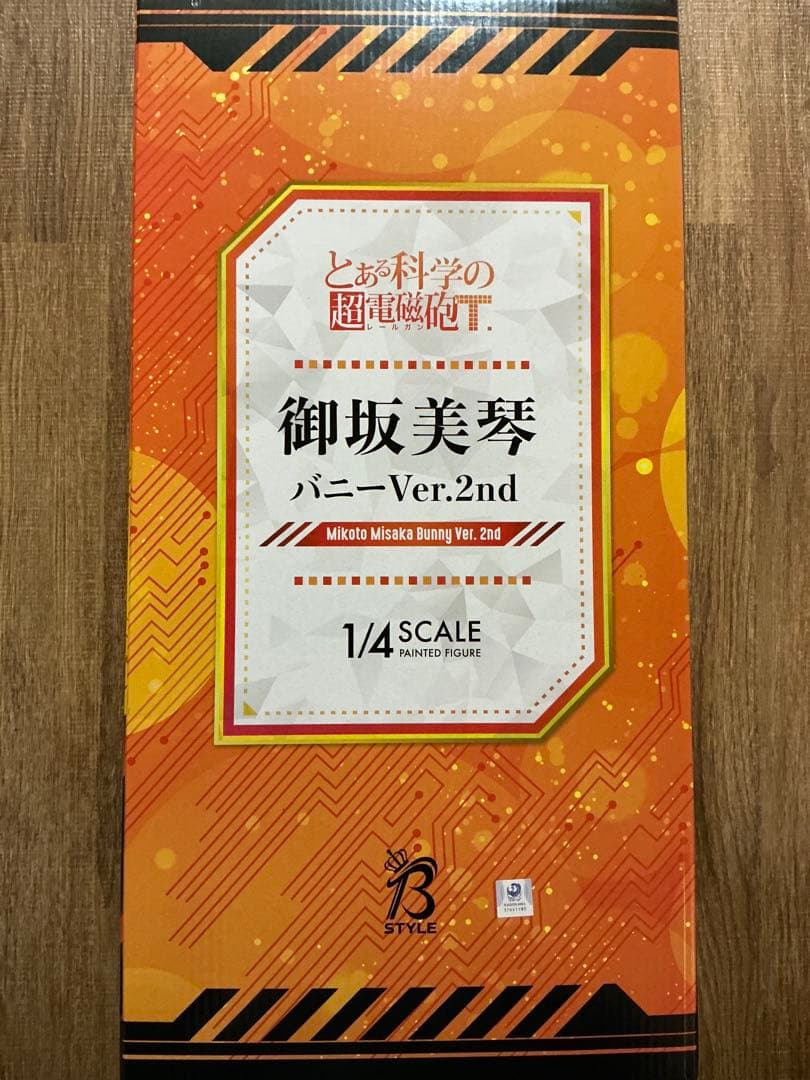 とある科学の
超電磁砲T.
レールガン
御坂美琴
バニーVer.2nd
Mikoto Misaka Bunny Ver. 2nd
1/4 SCALE
PAINTED FIGURE
B
STYLE
KADOKAWA